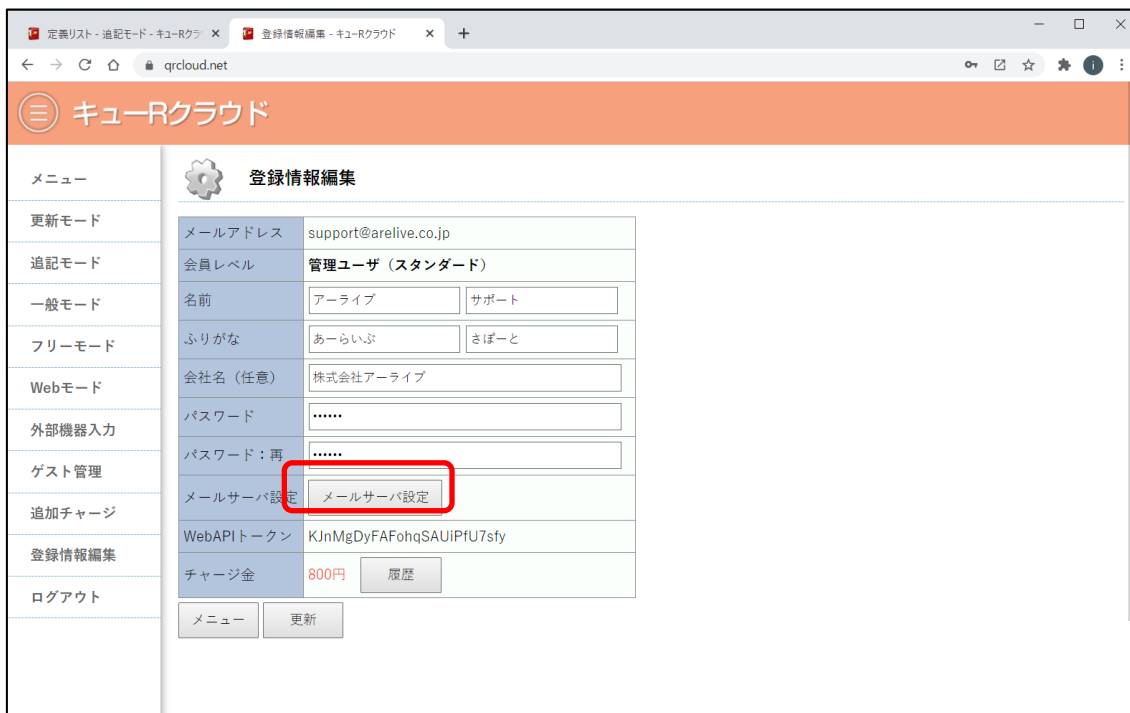 定義リスト - 追記モード - キューRクラ
登録情報編集 - キューRクラウド
qrcloud.net
i
キューRクラウド
メニュー
更新モード
追記モード
一般モード
フリーモード
Webモード
外部機器入力
ゲスト管理
追加チャージ
登録情報編集
ログアウト
登録情報編集
メールアドレス support@arelive.co.jp
会員レベル 管理ユーザ（スタンダード）
名前 アーライブ サポート
ふりがな あーらいぶ さぽーと
会社名（任意） 株式会社アーライブ
パスワード ••••••
パスワード：再 ••••••
メールサーバ設定 メールサーバ設定
WebAPIトークン KJnMgDyFAFohqSAUiPfU7sfy
チャージ金 800円 履歴
メニュー 更新